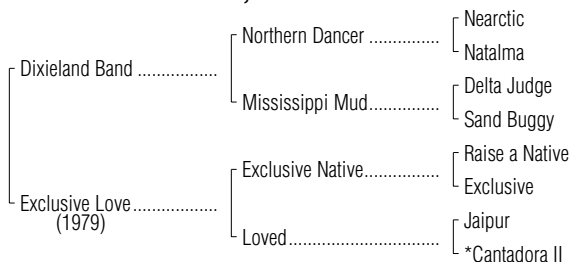 Nearctic
Northern Dancer ................
Natalma
Dixieland Band .................
Delta Judge
Mississippi Mud................
Sand Buggy
Raise a Native
Exclusive Native.................
Exclusive
Exclusive Love..................
(1979)
Jaipur
Loved....................................
*Cantadora II